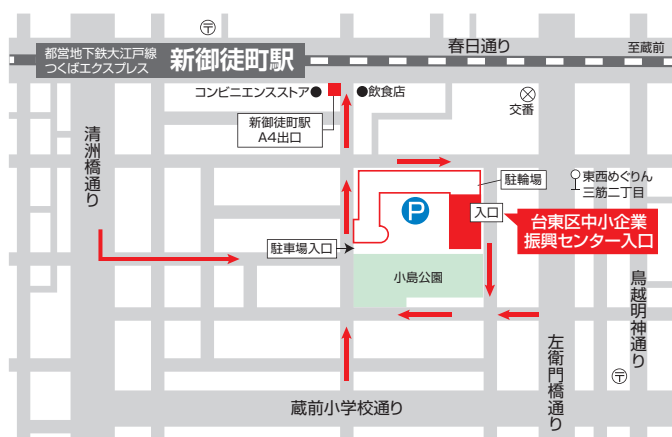 〒
都営地下鉄大江戸線
つくばエクスプレス
新御徒町駅
春日通り
至蔵前
コンビニエンスストア●
●飲食店
交番
新御徒町駅
A4出口
清洲橋通り
駐輪場
東西めぐりん
三筋二丁目
P
入口
台東区中小企業
振興センター入口
駐車場入口
小島公園
鳥越明神通り
左衛門橋通り
〒
蔵前小学校通り